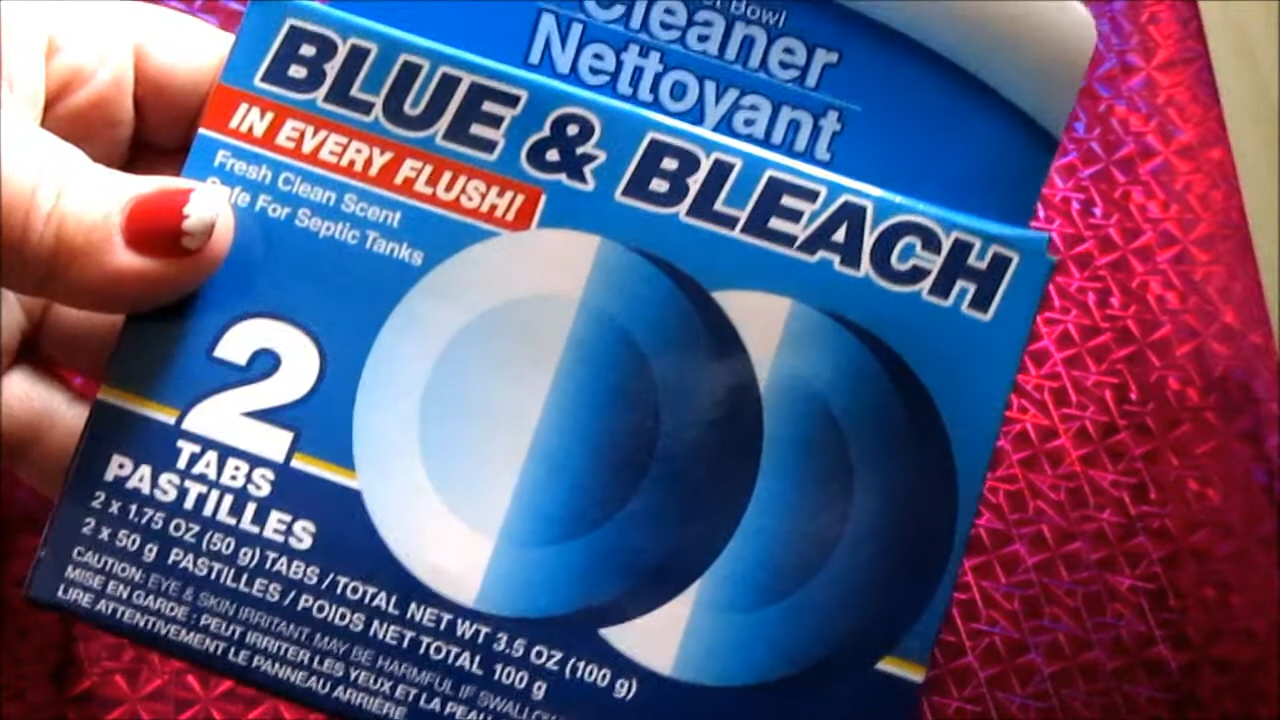 Bowl
Cleaner
Nettoyant
BLUE & BLEACH
IN EVERY FLUSH!
Fresh Clean Scent
Safe For Septic Tanks
2
TABS
PASTILLES
2 x 1.75 OZ (50 g) TABS / TOTAL NET WT 3.5 OZ (100 g)
2 x 50 g PASTILLES / POIDS NET TOTAL 100 g
CAUTION: EYE & SKIN IRRITANT. MAY BE HARMFUL IF
MISE EN GARDE : PEUT IRRITER LES YEUX ET LA PEAU
LIRE ATTENTIVEMENT LE PANNEAU ARRIÈRE.